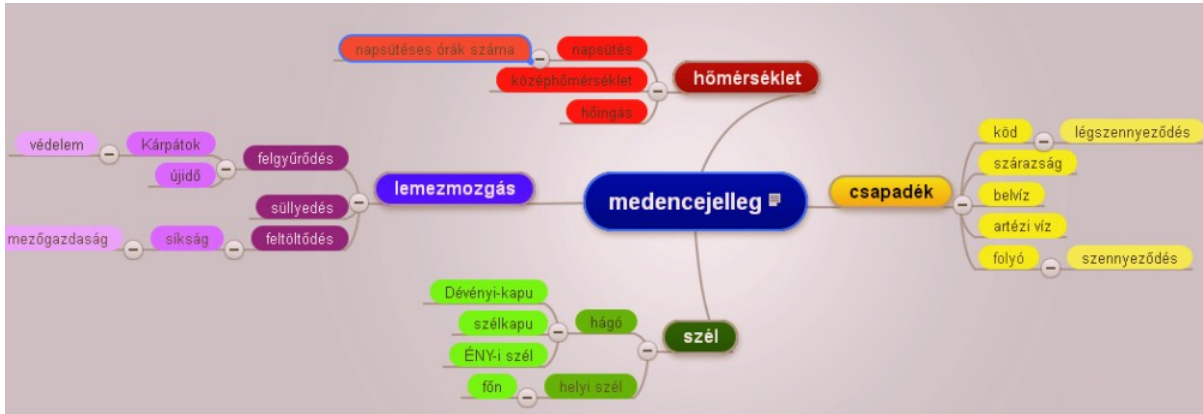 medencejelleg
hőmérséklet
napsütés
napsütéses órák száma
középhőmérséklet
hőingás
csapadék
köd
légszennyeződés
szárazság
belvíz
artézi víz
folyó
szennyeződés
szél
hágó
Dévényi-kapu
szélkapu
ÉNY-i szél
helyi szél
főn
lemezmozgás
felgyűrődés
Kárpátok
védelem
újidő
süllyedés
feltöltődés
síkság
mezőgazdaság